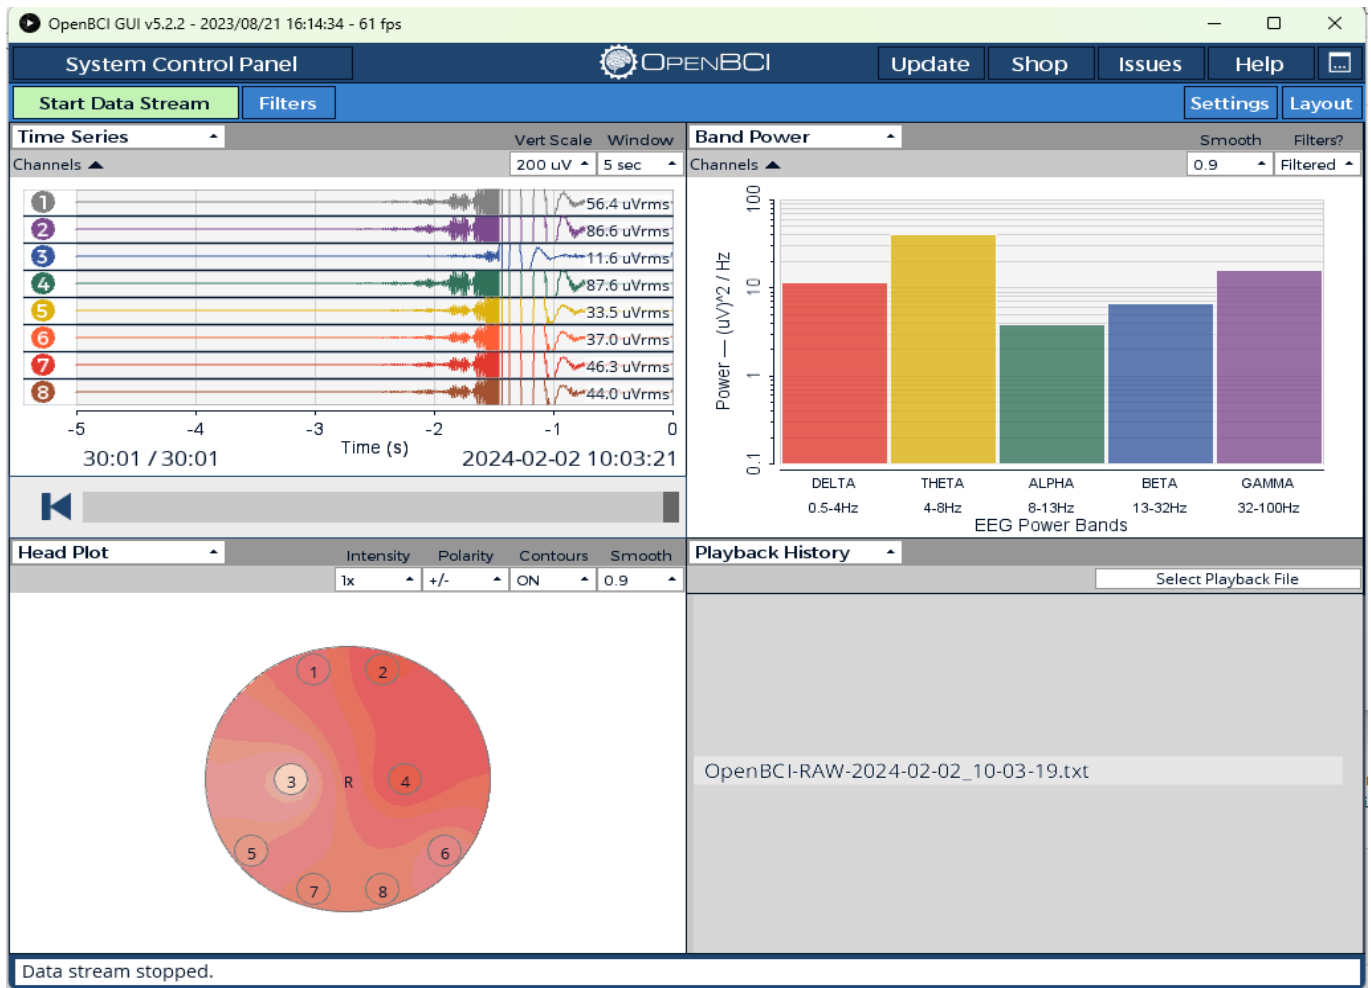 OpenBCI GUI v5.2.2 - 2023/08/21 16:14:34 - 61 fps
System Control Panel
OPENBCI
Update
Shop
Issues
Help
Start Data Stream
Filters
Settings
Layout
Time Series
Vert Scale
Window
Channels
200 uV
5 sec
1
56.4 uVrms
2
86.6 uVrms
3
11.6 uVrms
4
87.6 uVrms
5
33.5 uVrms
6
37.0 uVrms
7
46.3 uVrms
8
44.0 uVrms
-5 -4 -3 -2 -1 0
Time (s)
30:01 / 30:01
2024-02-02 10:03:21
Band Power
Smooth
Filters?
Channels
0.9
Filtered
Power — (uV)^2 / Hz
100
10
1
0.1
DELTA THETA ALPHA BETA GAMMA
0.5-4Hz 4-8Hz 8-13Hz 13-32Hz 32-100Hz
EEG Power Bands
Head Plot
Intensity
Polarity
Contours
Smooth
1x
+/-
ON
0.9
1 2
3 R 4
5 6
7 8
Playback History
Select Playback File
OpenBCI-RAW-2024-02-02_10-03-19.txt
Data stream stopped.